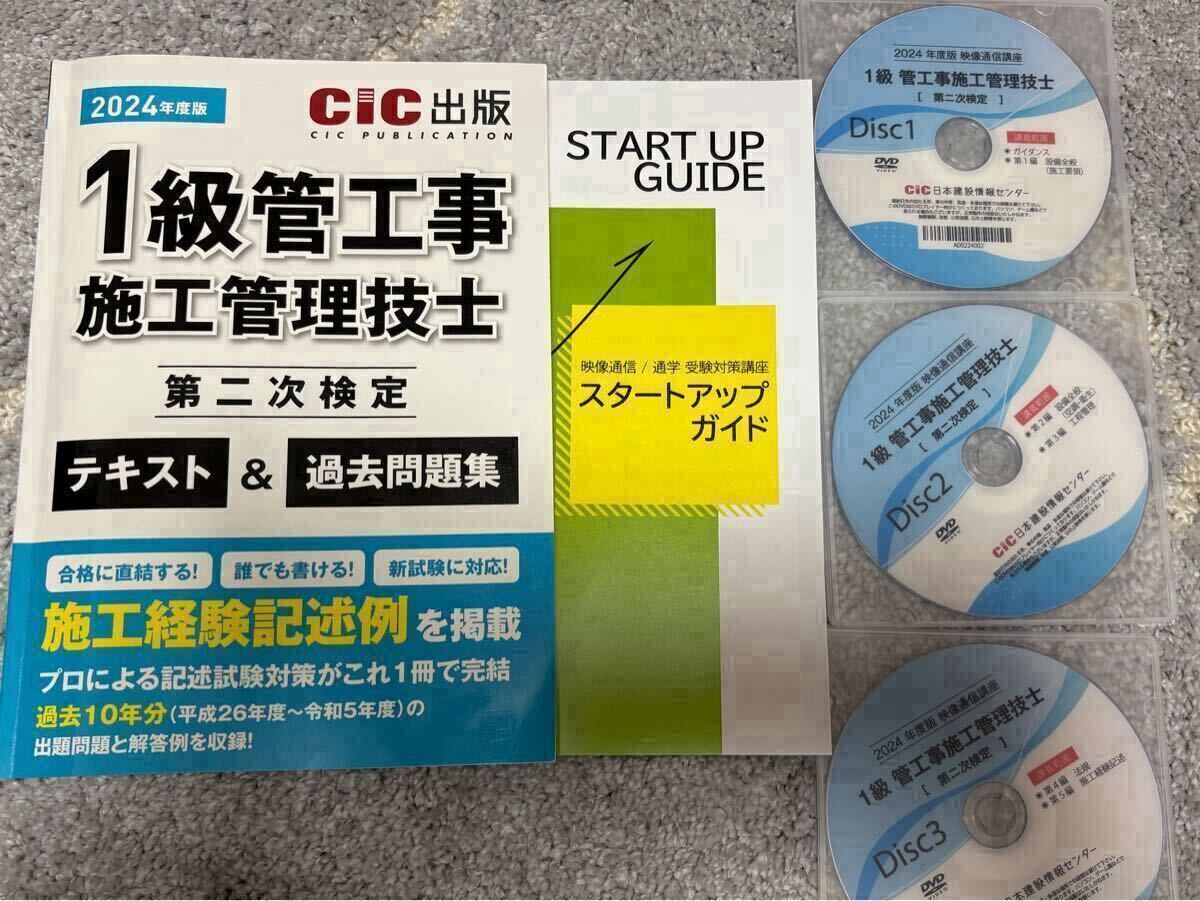 2024年度版
CIC出版
CIC PUBLICATION
1級管工事
施工管理技士
第二次検定
テキスト & 過去問題集
合格に直結する!
誰でも書ける!
新試験に対応!
施工経験記述例を掲載
プロによる記述試験対策がこれ1冊で完結
過去10年分(平成26年度~令和5年度)の
出題問題と解答例を収録!
START UP
GUIDE
映像通信 / 通学 受験対策講座
スタートアップ
ガイド
2024 年度版 映像通信講座
1級 管工事施工管理技士
[ 第二次検定 ]
Disc1
DVD
VIDEO
講義範囲
● ガイダンス
● 第1編 設備全般
(施工要領)
CIC日本建設情報センター
AD0224002
2024 年度版 映像通信講座
1級 管工事施工管理技士
[ 第二次検定 ]
Disc2
DVD
VIDEO
講義範囲
● 第2編 設備全般
(空調・衛生)
● 第3編 工程管理
CIC日本建設情報センター
2024 年度版 映像通信講座
1級 管工事施工管理技士
[ 第二次検定 ]
Disc3
DVD
VIDEO
講義範囲
● 第4編 法規
● 第5編 施工経験記述
日本建設情報センター